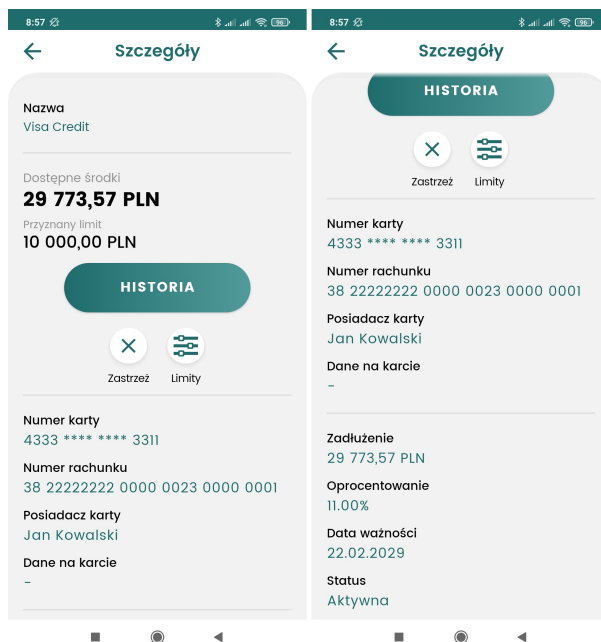 8:57
96
Szczegóły
Nazwa
Visa Credit
Dostępne środki
29 773,57 PLN
Przyznany limit
10 000,00 PLN
HISTORIA
Zastrzeż
Limity
Numer karty
4333 **** **** 3311
Numer rachunku
38 22222222 0000 0023 0000 0001
Posiadacz karty
Jan Kowalski
Dane na karcie
-
8:57
96
Szczegóły
HISTORIA
Zastrzeż
Limity
Numer karty
4333 **** **** 3311
Numer rachunku
38 22222222 0000 0023 0000 0001
Posiadacz karty
Jan Kowalski
Dane na karcie
-
Zadłużenie
29 773,57 PLN
Oprocentowanie
11.00%
Data ważności
22.02.2029
Status
Aktywna